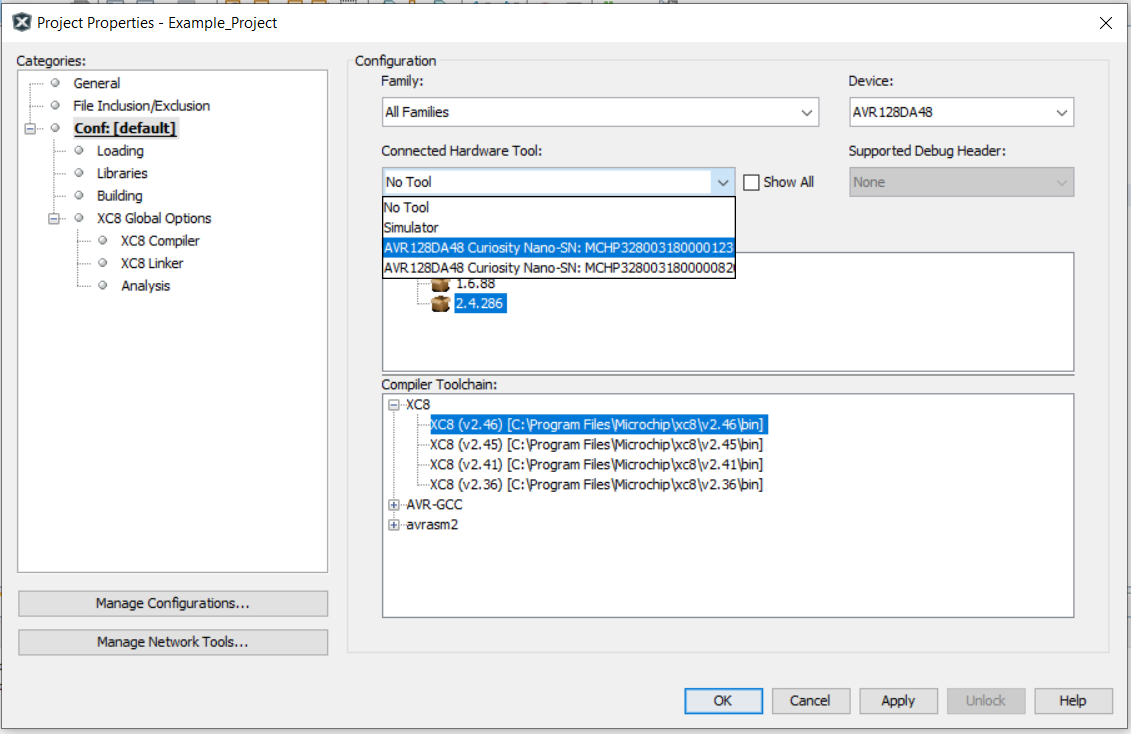 Project Properties - Example_Project
Categories:
General
File Inclusion/Exclusion
Conf: [default]
Loading
Libraries
Building
XC8 Global Options
XC8 Compiler
XC8 Linker
Analysis
Manage Configurations...
Manage Network Tools...
Configuration
Family:
All Families
Device:
AVR128DA48
Connected Hardware Tool:
No Tool
Show All
Supported Debug Header:
None
No Tool
Simulator
AVR128DA48 Curiosity Nano-SN: MCHP328003180000123
AVR128DA48 Curiosity Nano-SN: MCHP32800318000082
1.6.88
2.4.286
Compiler Toolchain:
XC8
XC8 (v2.46) [C:\Program Files\Microchip\xc8\v2.46\bin]
XC8 (v2.45) [C:\Program Files\Microchip\xc8\v2.45\bin]
XC8 (v2.41) [C:\Program Files\Microchip\xc8\v2.41\bin]
XC8 (v2.36) [C:\Program Files\Microchip\xc8\v2.36\bin]
AVR-GCC
avrasm2
OK
Cancel
Apply
Unlock
Help